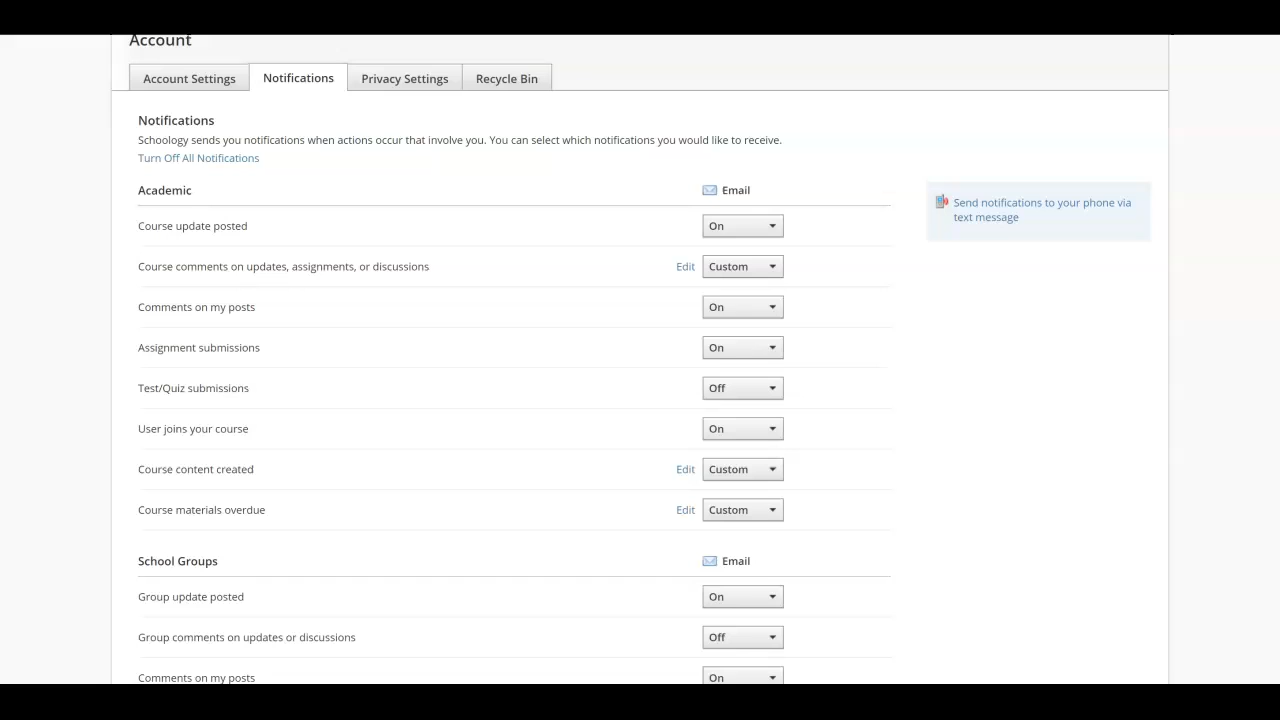 Account
Account Settings Notifications Privacy Settings Recycle Bin
Notifications
Schoology sends you notifications when actions occur that involve you. You can select which notifications you would like to receive.
Turn Off All Notifications
Academic Email
Send notifications to your phone via
text message
Course update posted On
Course comments on updates, assignments, or discussions Edit Custom
Comments on my posts On
Assignment submissions On
Test/Quiz submissions Off
User joins your course On
Course content created Edit Custom
Course materials overdue Edit Custom
School Groups Email
Group update posted On
Group comments on updates or discussions Off
Comments on my posts On